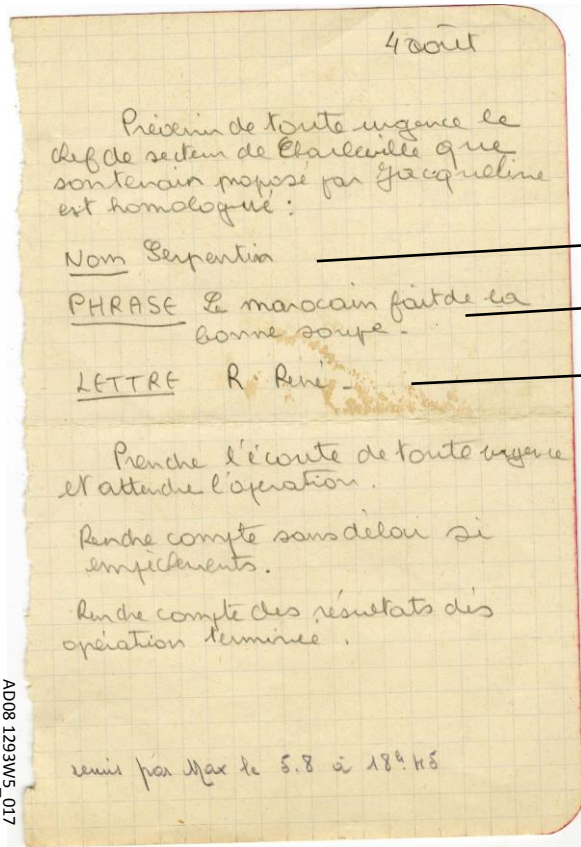 4 août
Prévenir de toute urgence le
chef de secteur de Charleville que
son terrain proposé par Jacqueline
est homologué :
Nom Serpentin
PHRASE Le marocain fait de la
bonne soupe.
LETTRE R René -
Prendre l'écoute de toute urgence
et attendre l'opération.
Rendre compte sans délai si
empêchements.
Rendre compte des résultats dès
opération terminée.
remis par Max le 5.8 à 18h45
AD08 1293W5_017